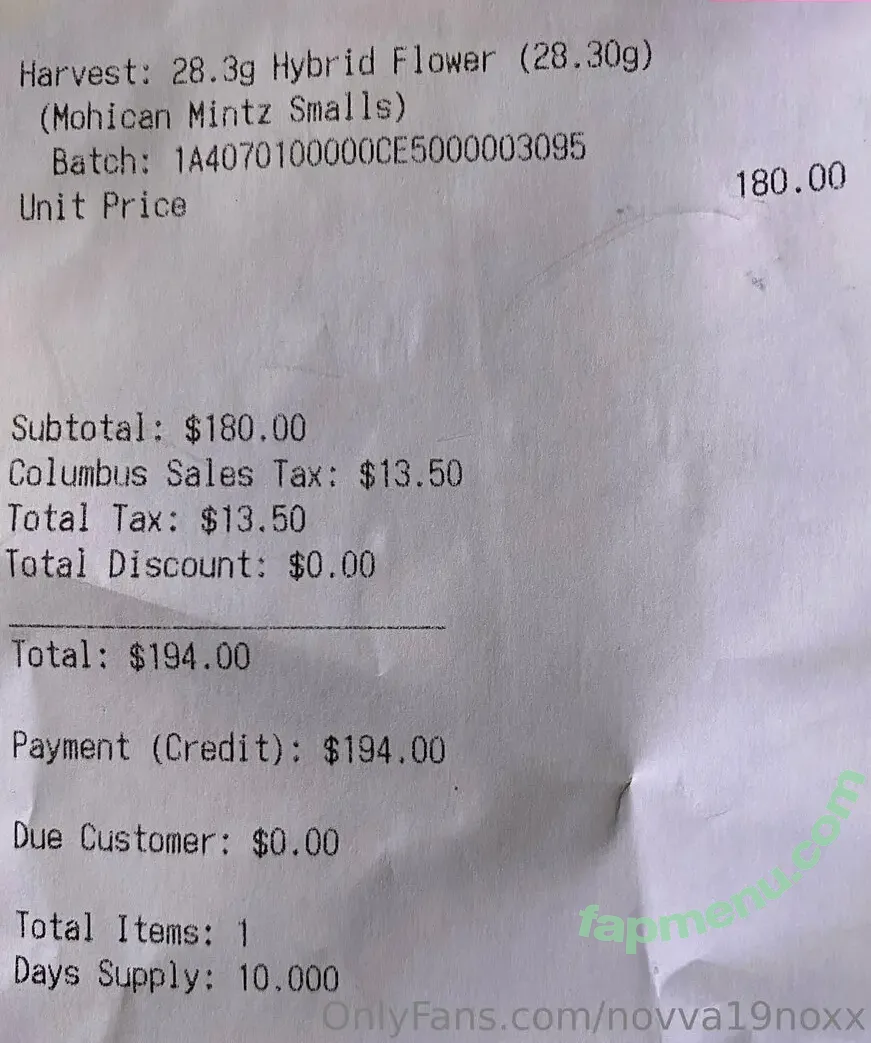 Harvest: 28.3g Hybrid Flower (28.30g)
(Mohican Mintz Smalls)
Batch: 1A4070100000CE5000003095
180.00
Unit Price
Subtotal: $180.00
Columbus Sales Tax: $13.50
Total Tax: $13.50
Total Discount: $0.00
Total: $194.00
Payment (Credit): $194.00
Due Customer: $0.00
Total Items: 1
Days Supply: 10.000
fapmenu.com
OnlyFans.com/novva19noxx